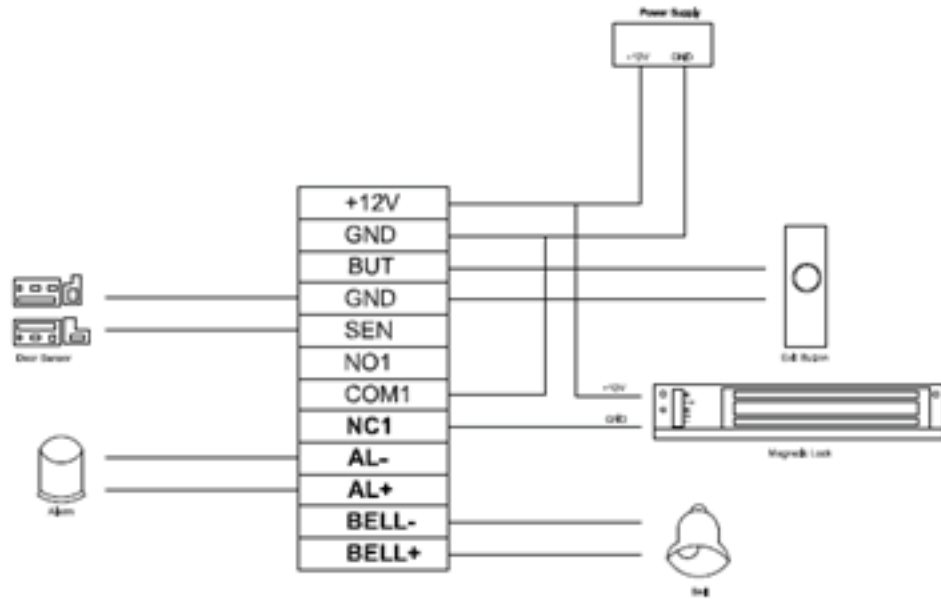 Power Supply
+12V GND
+12V
GND
BUT
GND
SEN
NO1
COM1
NC1
AL-
AL+
BELL-
BELL+
Door Sensor
Alarm
Exit Button
+12V
GND
Magnetic Lock
Bell